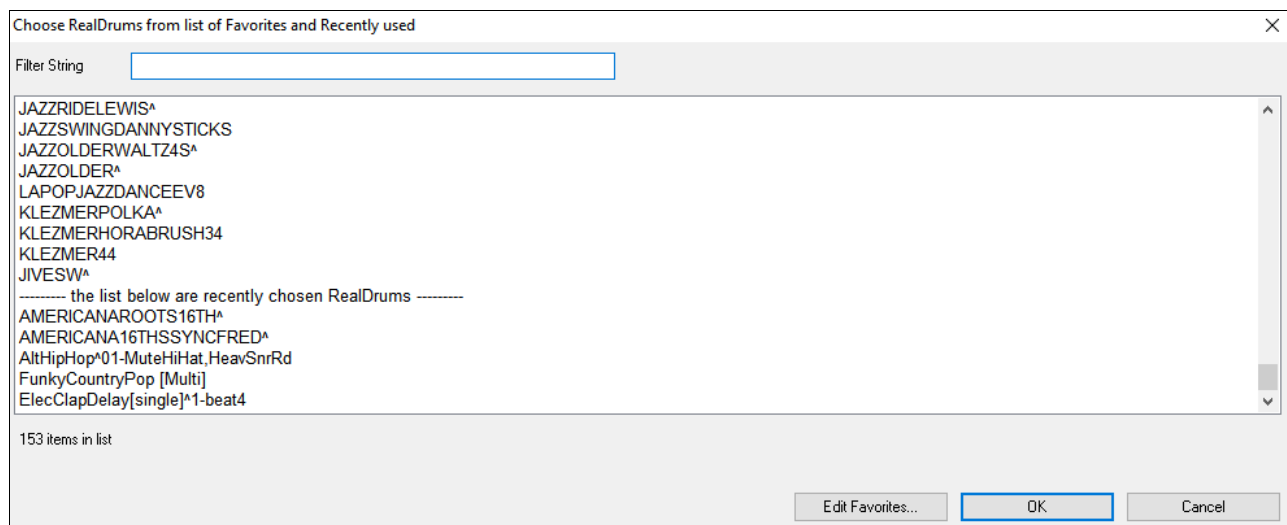 Choose RealDrums from list of Favorites and Recently used
Filter String
JAZZRIDELEWIS^
JAZZSWINGDANNYSTICKS
JAZZOLDERWALTZ4S^
JAZZOLDER^
LAPOPJAZZDANCEEV8
KLEZMERPOLKA^
KLEZMERHORABRUSH34
KLEZMER44
JIVESW^
--------- the list below are recently chosen RealDrums ---------
AMERICANAROOTS16TH^
AMERICANA16THSSYNCFRED^
AltHipHop^01-MuteHiHat,HeavSnrRd
FunkyCountryPop [Multi]
ElecClapDelay[single]^1-beat4
153 items in list
Edit Favorites... OK Cancel